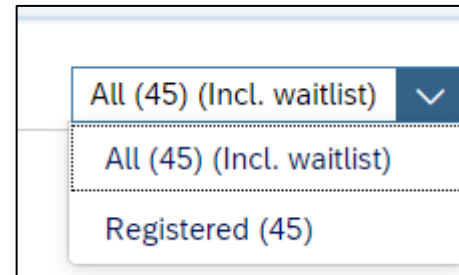 All (45) (Incl. waitlist)
All (45) (Incl. waitlist)
Registered (45)